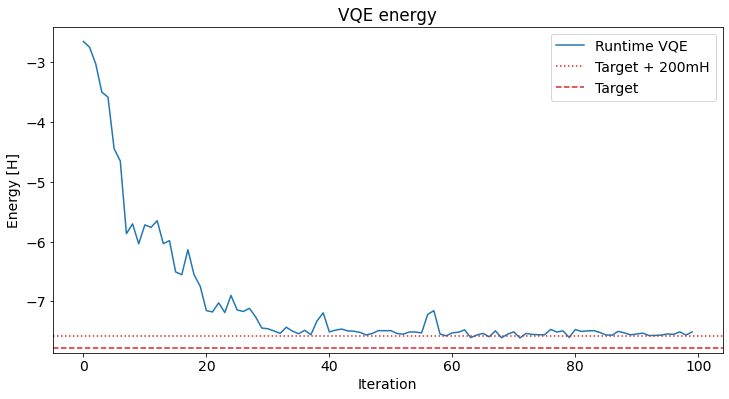 VQE energy
Runtime VQE
Target + 200mH
Target
Energy [H]
−3
−4
−5
−6
−7
0 20 40 60 80 100
Iteration